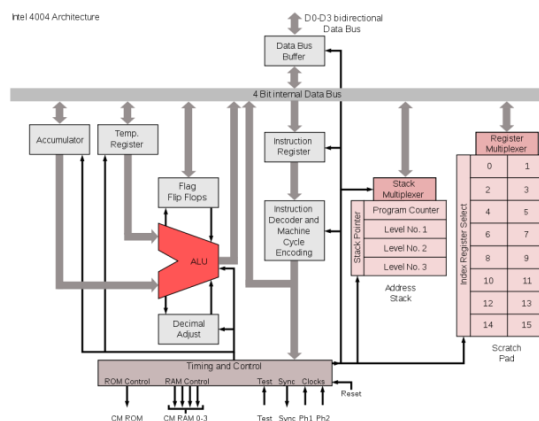 Intel 4004 Architecture
D0-D3 bidirectional
Data Bus
Data Bus
Buffer
4 Bit internal Data Bus
Accumulator
Temp.
Register
Flag
Flip Flops
ALU
Decimal
Adjust
Instruction
Register
Instruction
Decoder and
Machine
Cycle
Encoding
Stack
Multiplexer
Stack Pointer
Program Counter
Level No. 1
Level No. 2
Level No. 3
Address
Stack
Register
Multiplexer
Index Register Select
0 1
2 3
4 5
6 7
8 9
10 11
12 13
14 15
Scratch
Pad
Timing and Control
ROM Control RAM Control Test Sync Clocks
Reset
CM ROM CM RAM 0-3 Test Sync Ph1 Ph2